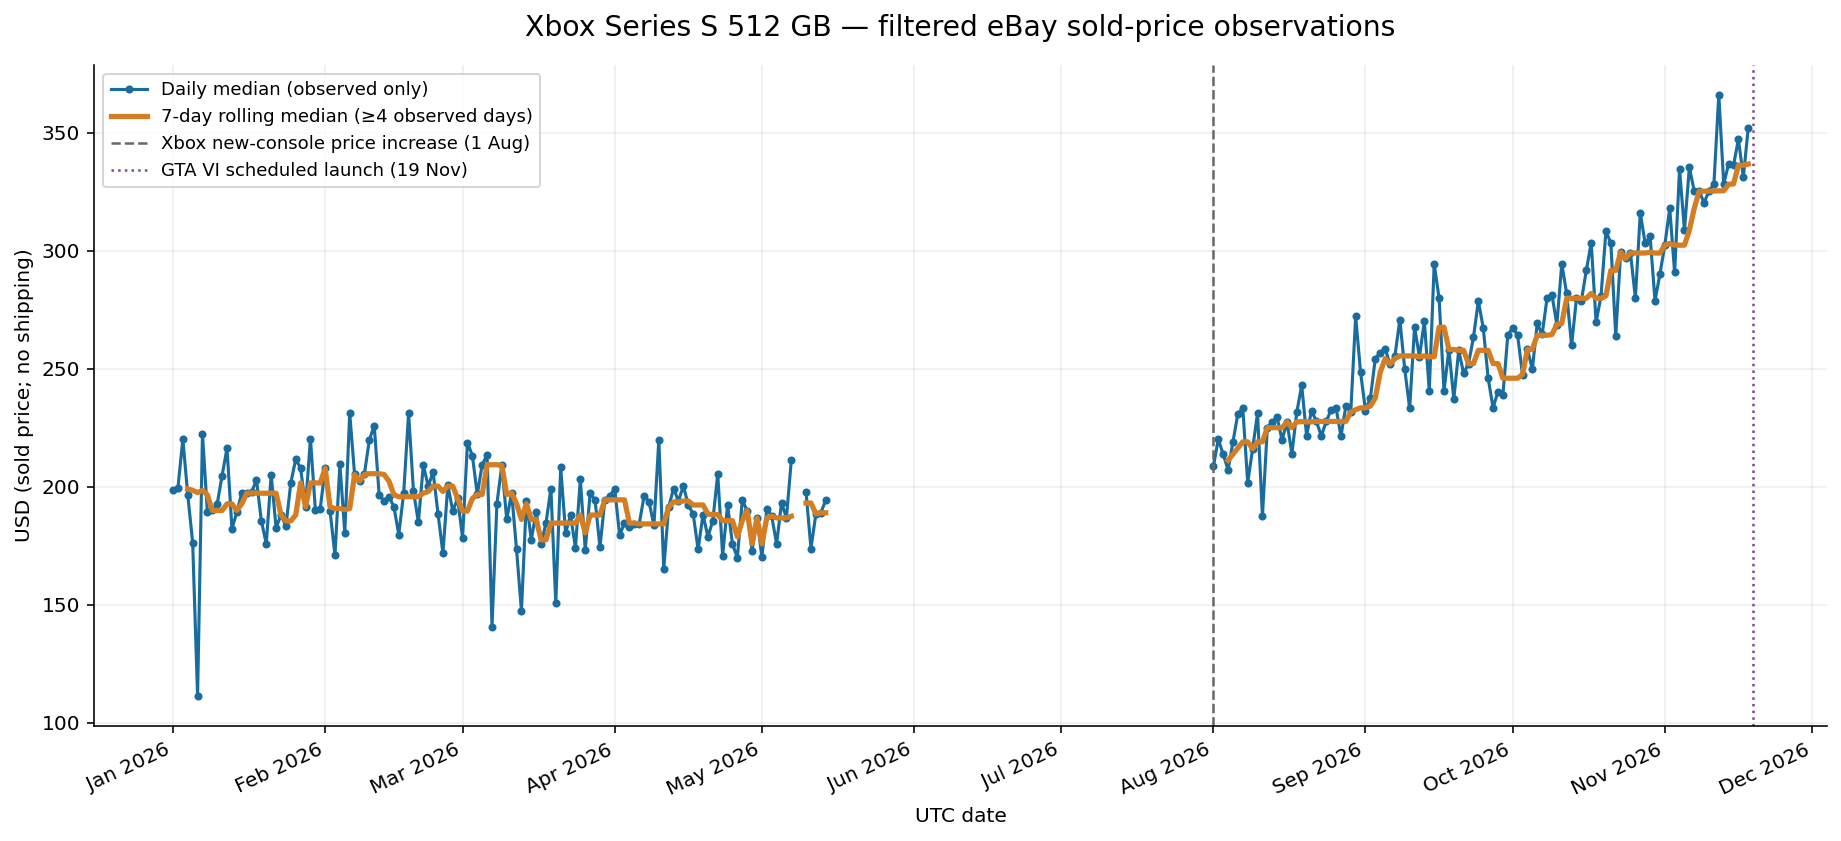 Xbox Series S 512 GB — filtered eBay sold-price observations
Daily median (observed only)
7-day rolling median (≥4 observed days)
Xbox new-console price increase (1 Aug)
GTA VI scheduled launch (19 Nov)
USD (sold price; no shipping)
350
300
250
200
150
100
Jan 2026
Feb 2026
Mar 2026
Apr 2026
May 2026
Jun 2026
Jul 2026
Aug 2026
Sep 2026
Oct 2026
Nov 2026
Dec 2026
UTC date